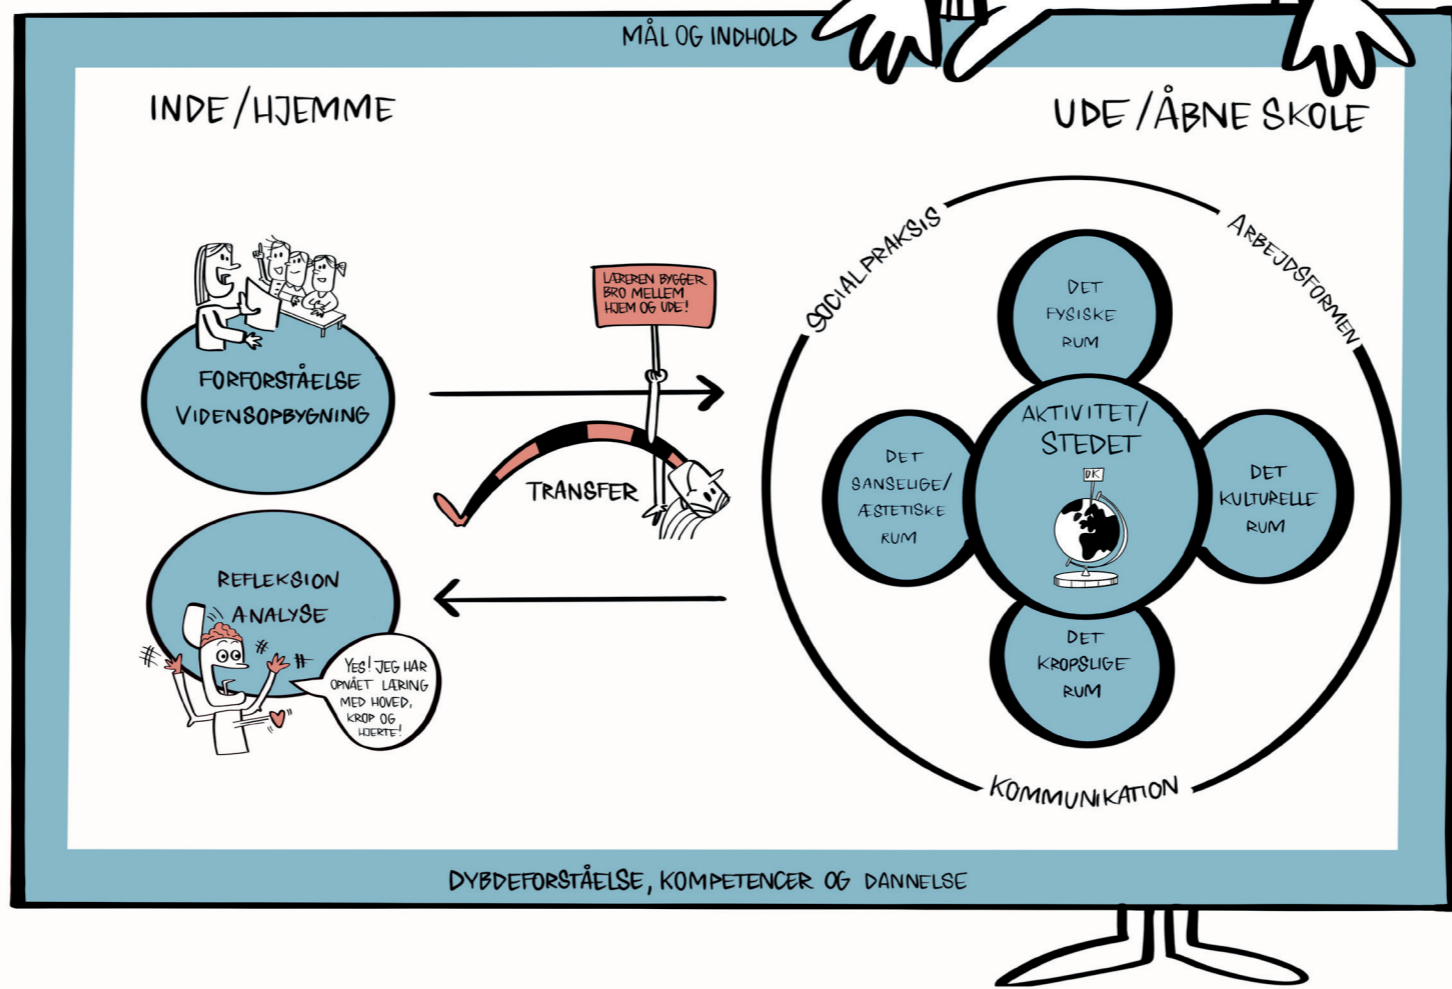 MÅL OG INDHOLD
INDE/HJEMME
UDE/ÅBNE SKOLE
FORFORSTÅELSE
VIDENSOPBYGNING
LÆREREN BYGGER
BRO MELLEM
HJEM OG UDE!
TRANSFER
REFLEKSION
ANALYSE
YES! JEG HAR
OPNÅET LÆRING
MED HOVED,
KROP OG
HJERTE!
SOCIAL PRAKSIS
ARBEJDSFORMEN
DET
FYSISKE
RUM
AKTIVITET/
STEDET
DK
DET
SANSELIGE/
ÆSTETISKE
RUM
DET
KULTURELLE
RUM
DET
KROPSLIGE
RUM
KOMMUNIKATION
DYBDEFORSTÅELSE, KOMPETENCER OG DANNELSE